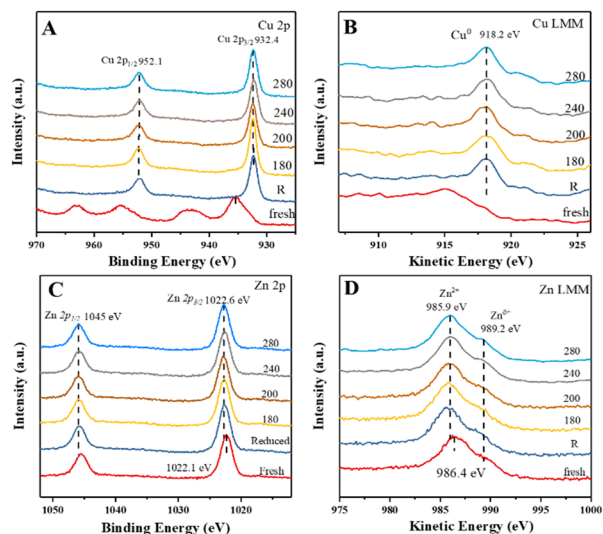 A
Cu 2p
Cu 2p3/2 932.4
Cu 2p1/2 952.1
280
240
200
180
R
fresh
Intensity (a.u.)
970 960 950 940 930
Binding Energy (eV)
B
Cu LMM
Cu0 918.2 eV
280
240
200
180
R
fresh
Intensity (a.u.)
910 915 920 925
Kinetic Energy (eV)
C
Zn 2p
Zn 2p3/2 1022.6 eV
Zn 2p1/2 1045 eV
280
240
200
180
Reduced
Fresh
1022.1 eV
Intensity (a.u.)
1050 1040 1030 1020
Binding Energy (eV)
D
Zn LMM
Zn2+
985.9 eV
Znδ+
989.2 eV
280
240
200
180
R
fresh
986.4 eV
Intensity (a.u.)
975 980 985 990 995 1000
Kinetic Energy (eV)